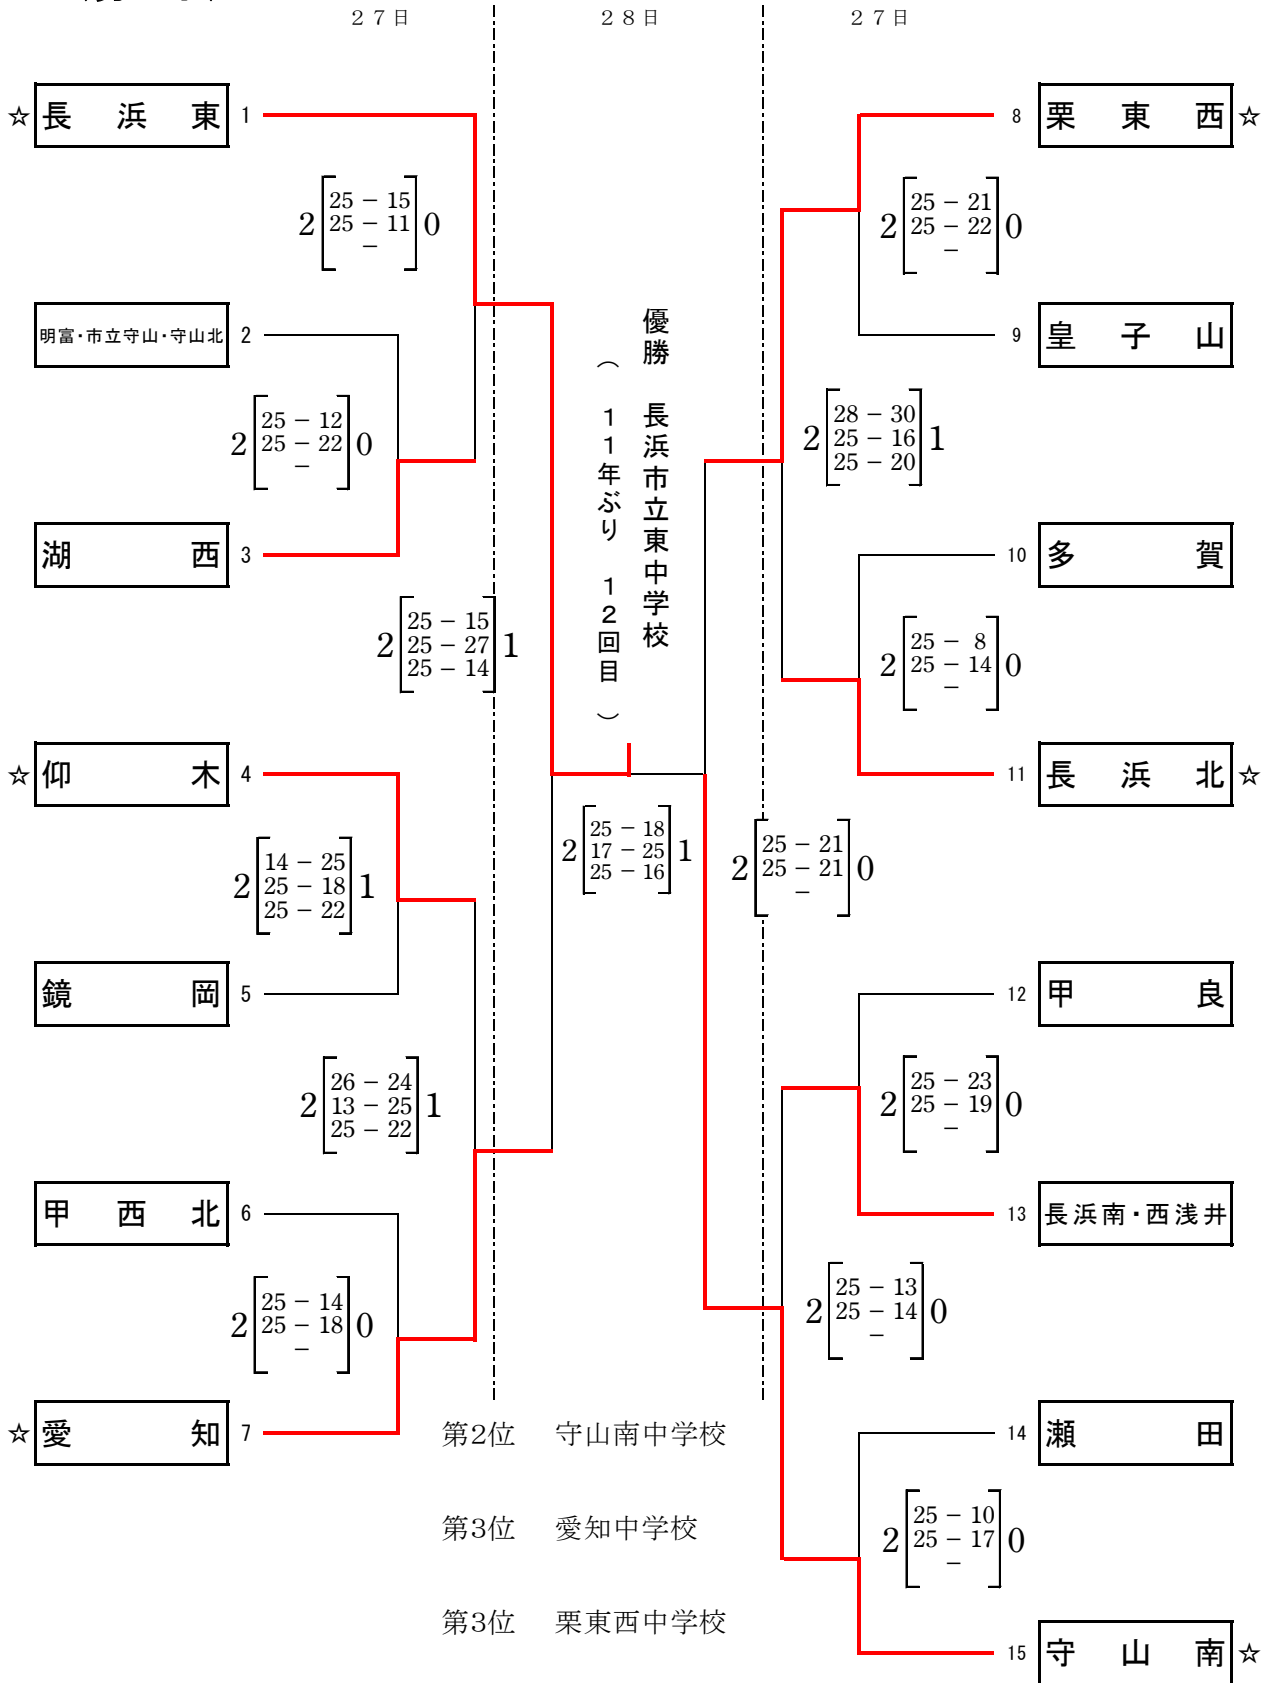 27日 28日 27日
☆ 長浜東 1
8 栗東西 ☆
2 25 - 15 0
25 - 11
-
2 25 - 21 0
25 - 22
-
明富・市立守山・守山北 2
9 皇子山
優勝 長浜市立東中学校
（ 11年ぶり 12回目 ）
2 25 - 12 0
25 - 22
-
2 28 - 30 1
25 - 16
25 - 20
湖西 3
10 多賀
2 25 - 15 1
25 - 27
25 - 14
2 25 - 8 0
25 - 14
-
☆ 仰木 4
11 長浜北 ☆
2 14 - 25 1
25 - 18
25 - 22
2 25 - 18 1
17 - 25
25 - 16
2 25 - 21 0
25 - 21
-
鏡岡 5
12 甲良
2 26 - 24 1
13 - 25
25 - 22
2 25 - 23 0
25 - 19
-
甲西北 6
13 長浜南・西浅井
2 25 - 14 0
25 - 18
-
2 25 - 13 0
25 - 14
-
☆ 愛知 7
14 瀬田
第2位 守山南中学校
第3位 愛知中学校
2 25 - 10 0
25 - 17
-
第3位 栗東西中学校
15 守山南 ☆